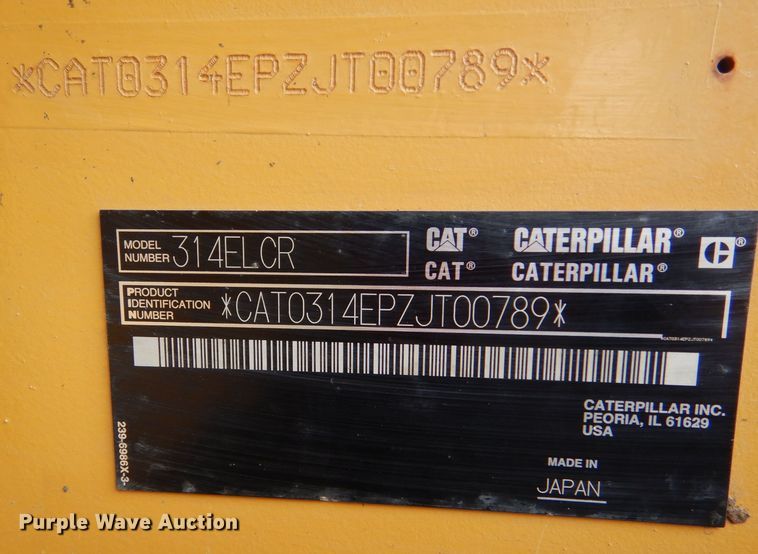 *CAT0314EPZJT00789*
MODEL NUMBER 314ELCR
CAT® CATERPILLAR® C®
CAT® CATERPILLAR®
PRODUCT IDENTIFICATION NUMBER *CAT0314EPZJT00789*
*CAT0314EPZJT00789*
CATERPILLAR INC.
PEORIA, IL 61629
USA
MADE IN
JAPAN
239-6986X-3-
Purple Wave Auction